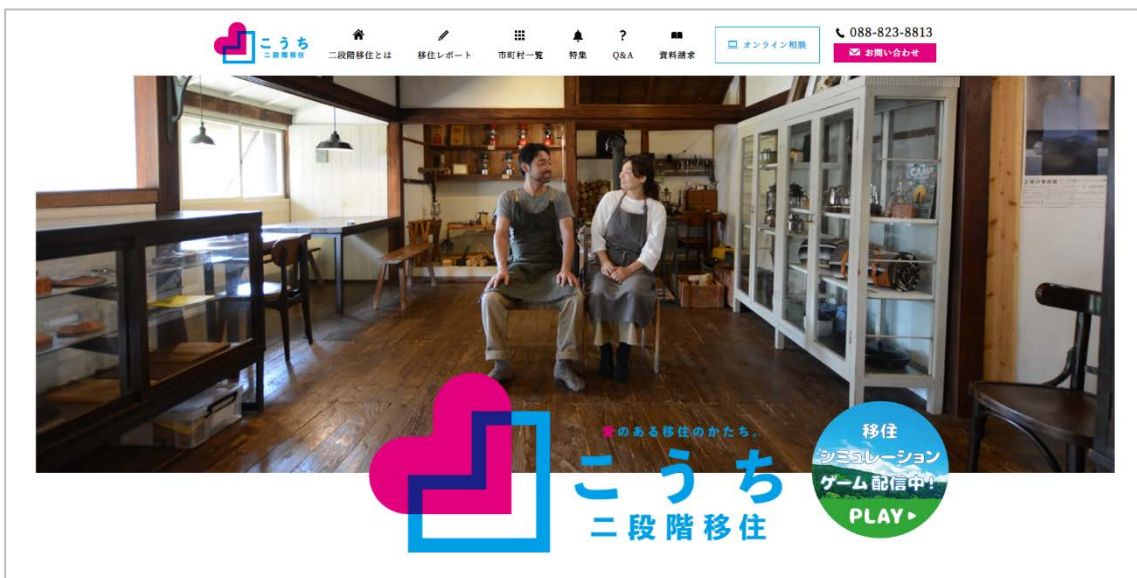 こうち
二段階移住
二段階移住とは
移住レポート
市町村一覧
特集
?
Q&A
資料請求
オンライン相談
088-823-8813
お問い合わせ
愛のある移住のかたち。
こうち
二段階移住
移住
シミュレーション
ゲーム配信中!
PLAY